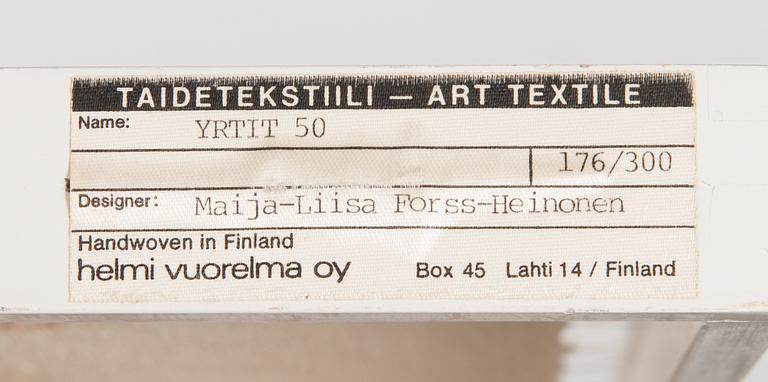 TAIDETEKSTIILI — ART TEXTILE
Name: YRTIT 50
176/300
Designer: Maija-Liisa Forss-Heinonen
Handwoven in Finland
helmi vuorelma oy Box 45 Lahti 14 / Finland